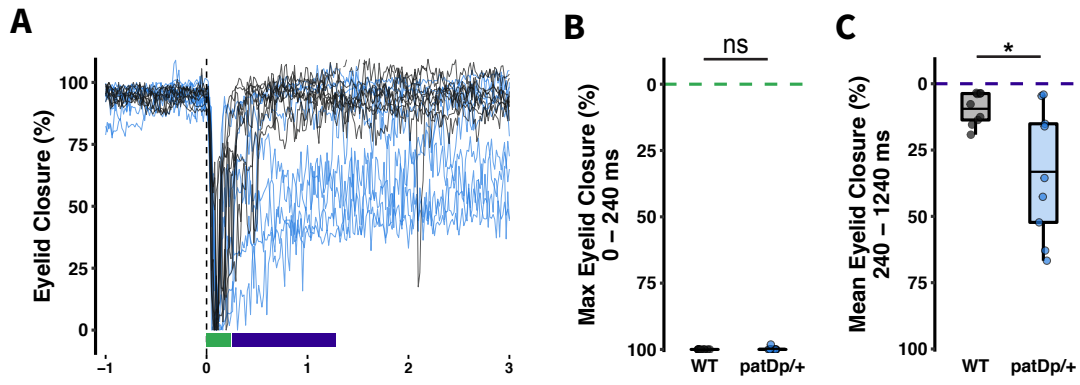 A
Eyelid Closure (%)
100
75
50
25
0
−1
0
1
2
3
B
Max Eyelid Closure (%)
0 – 240 ms
ns
0
25
50
75
100
WT
patDp/+
C
Mean Eyelid Closure (%)
240 – 1240 ms
*
0
25
50
75
100
WT
patDp/+